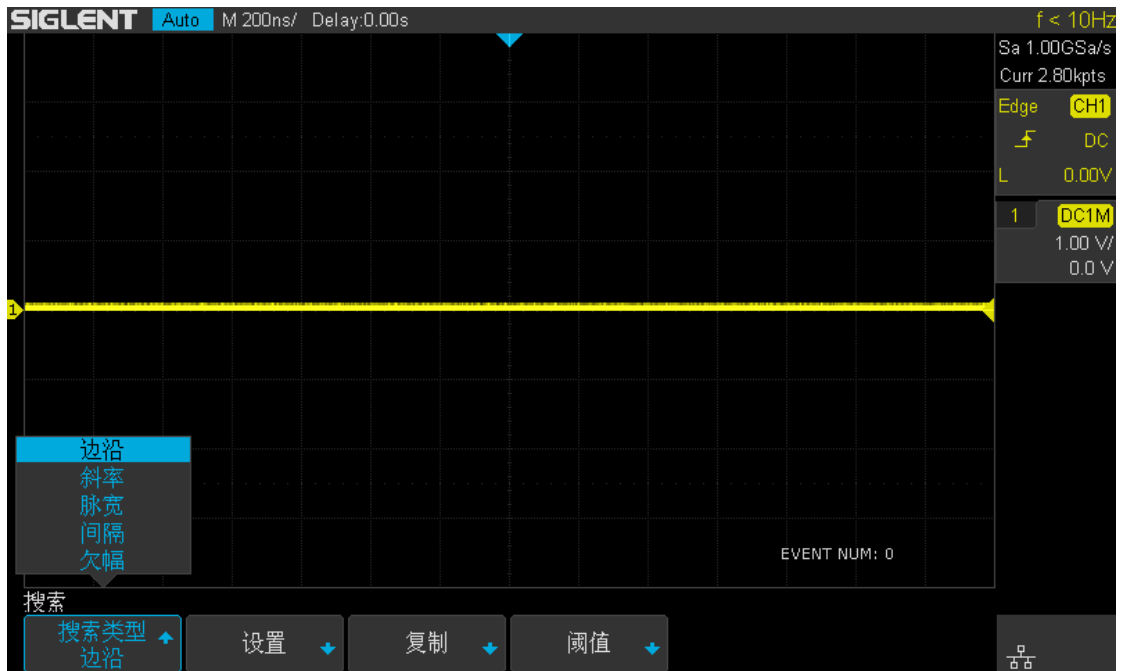 SIGLENT Auto M 200ns/ Delay:0.00s f < 10Hz
Sa 1.00GSa/s
Curr 2.80kpts
Edge CH1
DC
L 0.00V
1 DC1M
1.00 V/
0.0 V
1
边沿
斜率
脉宽
间隔
欠幅
EVENT NUM: 0
搜索
搜索类型
边沿
设置
复制
阈值